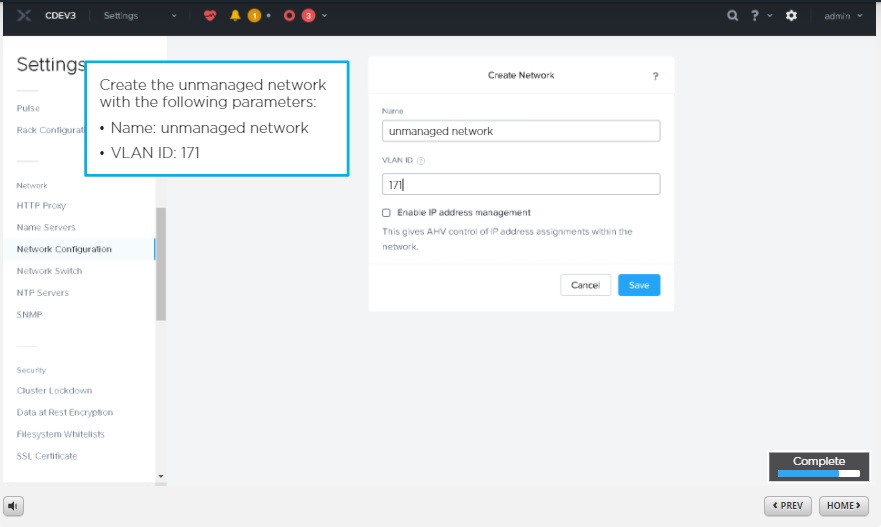 CDEV3 Settings 1 3 ? admin
Settings
Create the unmanaged network
with the following parameters:
• Name: unmanaged network
• VLAN ID: 171
Pulse
Rack Configurat
Network
HTTP Proxy
Name Servers
Network Configuration
Network Switch
NTP Servers
SNMP
Security
Cluster Lockdown
Data at Rest Encryption
Filesystem Whitelists
SSL Certificate
Create Network ?
Name
unmanaged network
VLAN ID ?
171
Enable IP address management
This gives AHV control of IP address assignments within the
network.
Cancel Save
Complete
PREV HOME